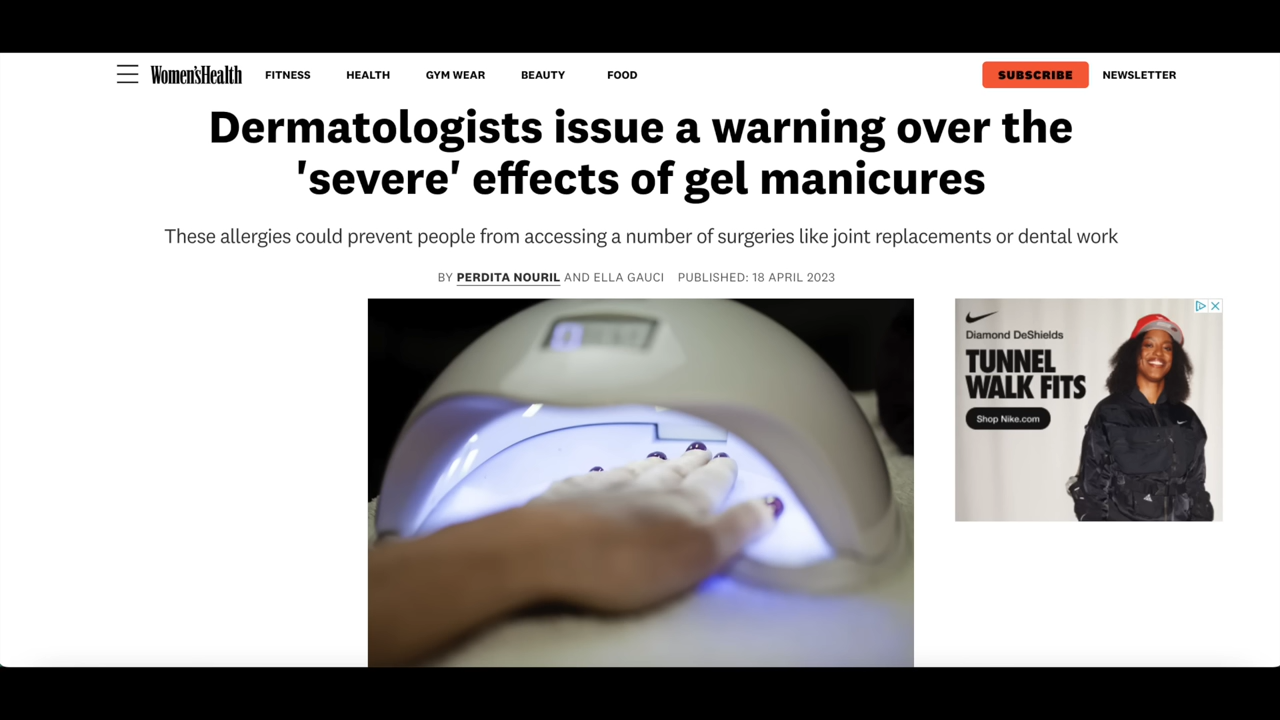 Women'sHealth
FITNESS
HEALTH
GYM WEAR
BEAUTY
FOOD
SUBSCRIBE
NEWSLETTER
Dermatologists issue a warning over the
'severe' effects of gel manicures
These allergies could prevent people from accessing a number of surgeries like joint replacements or dental work
BY PERDITA NOURIL AND ELLA GAUCI PUBLISHED: 18 APRIL 2023
Diamond DeShields
TUNNEL
WALK FITS
Shop Nike.com